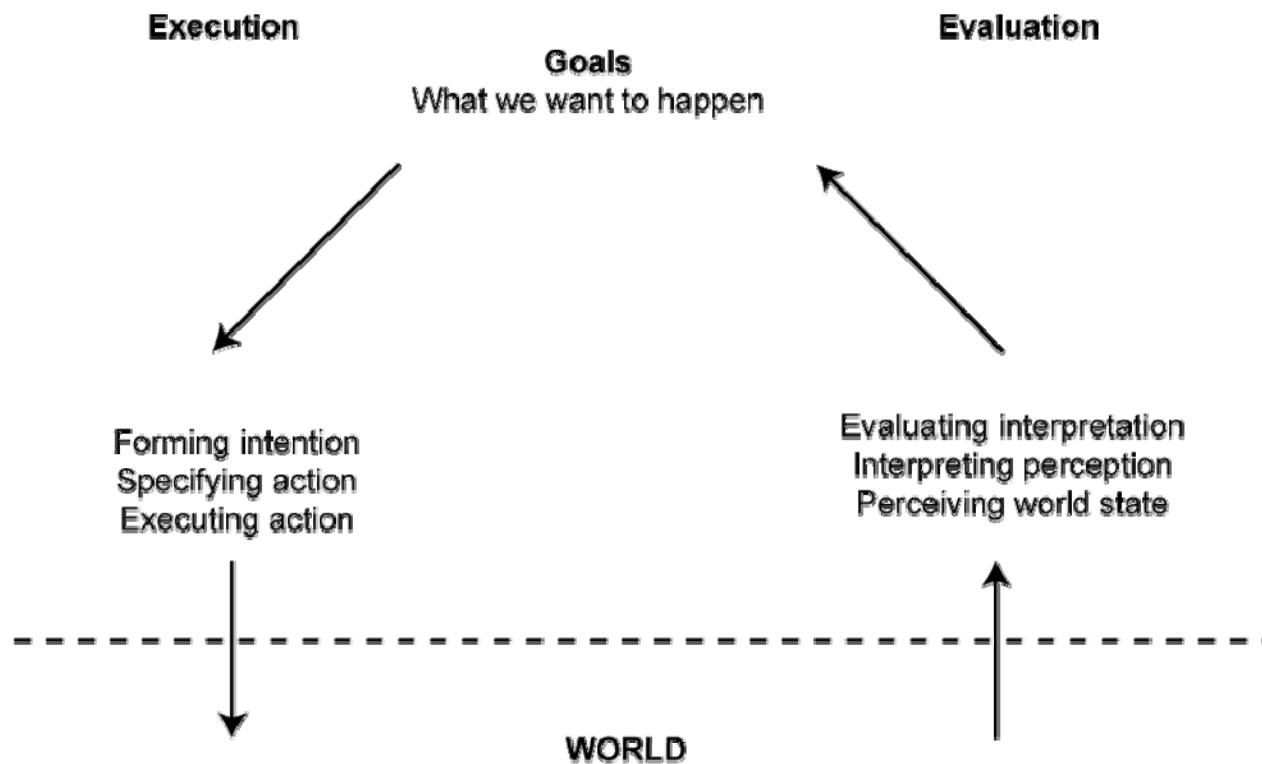 Execution
Evaluation
Goals
What we want to happen
Forming intention
Specifying action
Executing action
Evaluating interpretation
Interpreting perception
Perceiving world state
WORLD